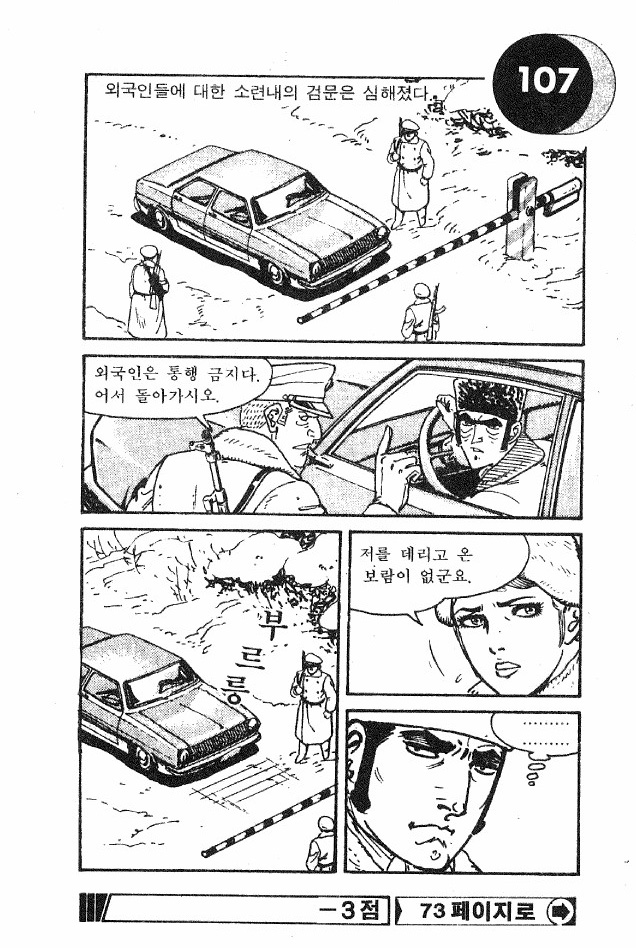 107
외국인들에 대한 소련내의 검문은 심해졌다.
외국인은 통행 금지다.
어서 돌아가시오.
저를 데리고 온
보람이 없군요.
부르릉
…………
-3점
73 페이지로